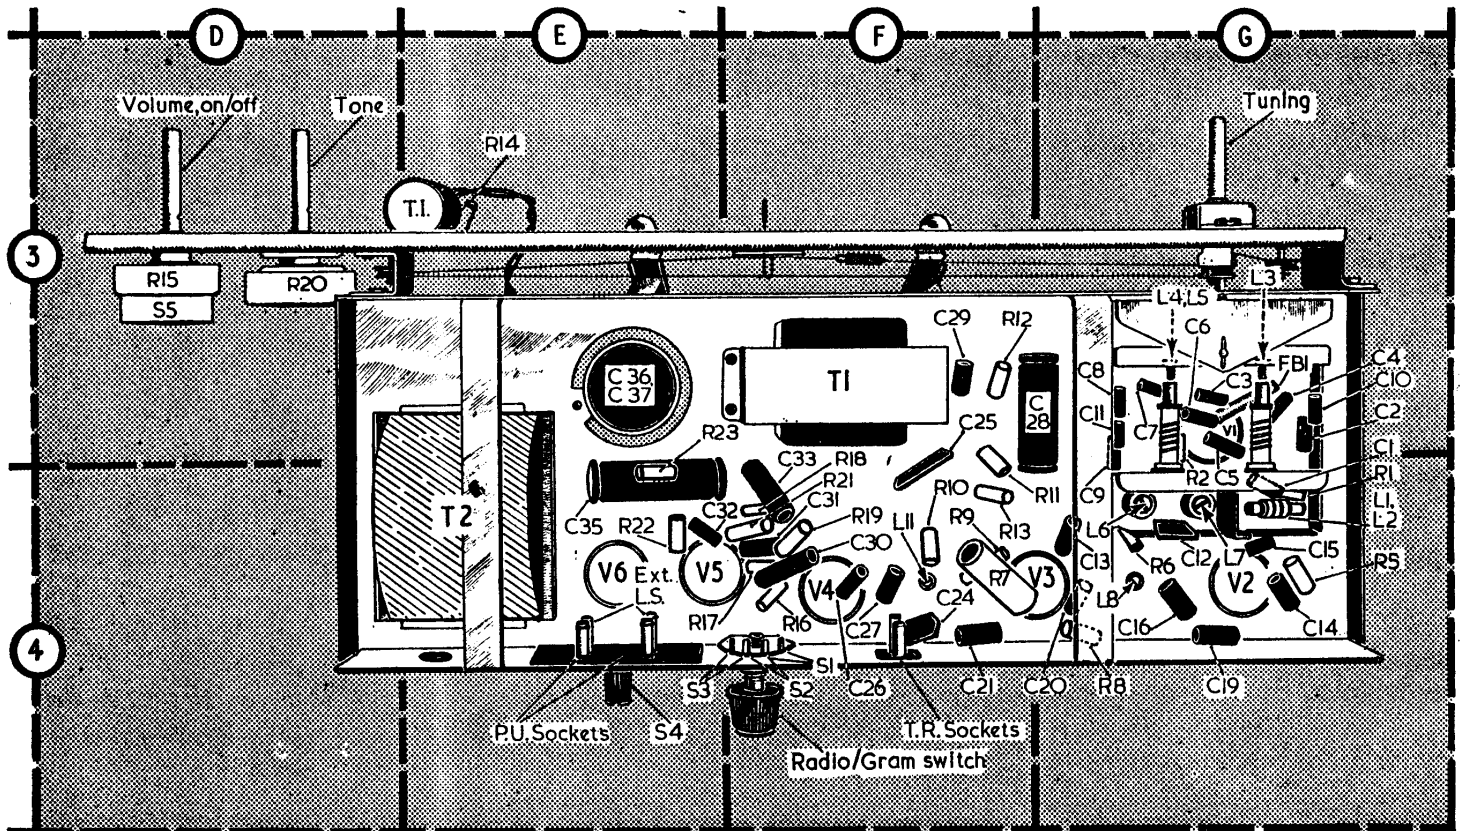 D
E
F
G
3
4
Volume,on/off
Tone
Tuning
R14
T.I.
R15
S5
R20
L4,L5
L3
C29
R12
C6
C8
C3
FB1
C4
C10
C36,
C37
T1
C
28
C11
C7
V1
C2
C25
R23
C33
R18
R21
C31
R11
C9
R2
C5
C1
R1
T2
C35
R22
C32
R19
C30
L11
R10
R9
R13
L6
L1,
L2
C13
C12
L7
C15
R6
R5
V6
Ext.
L.S.
V5
V4
R7
V3
V2
L8
R17
R16
C27
C24
C16
C14
S3
S1
S2
C26
C21
C20
R8
C19
P.U.Sockets
S4
T.R.Sockets
Radio/Gram switch